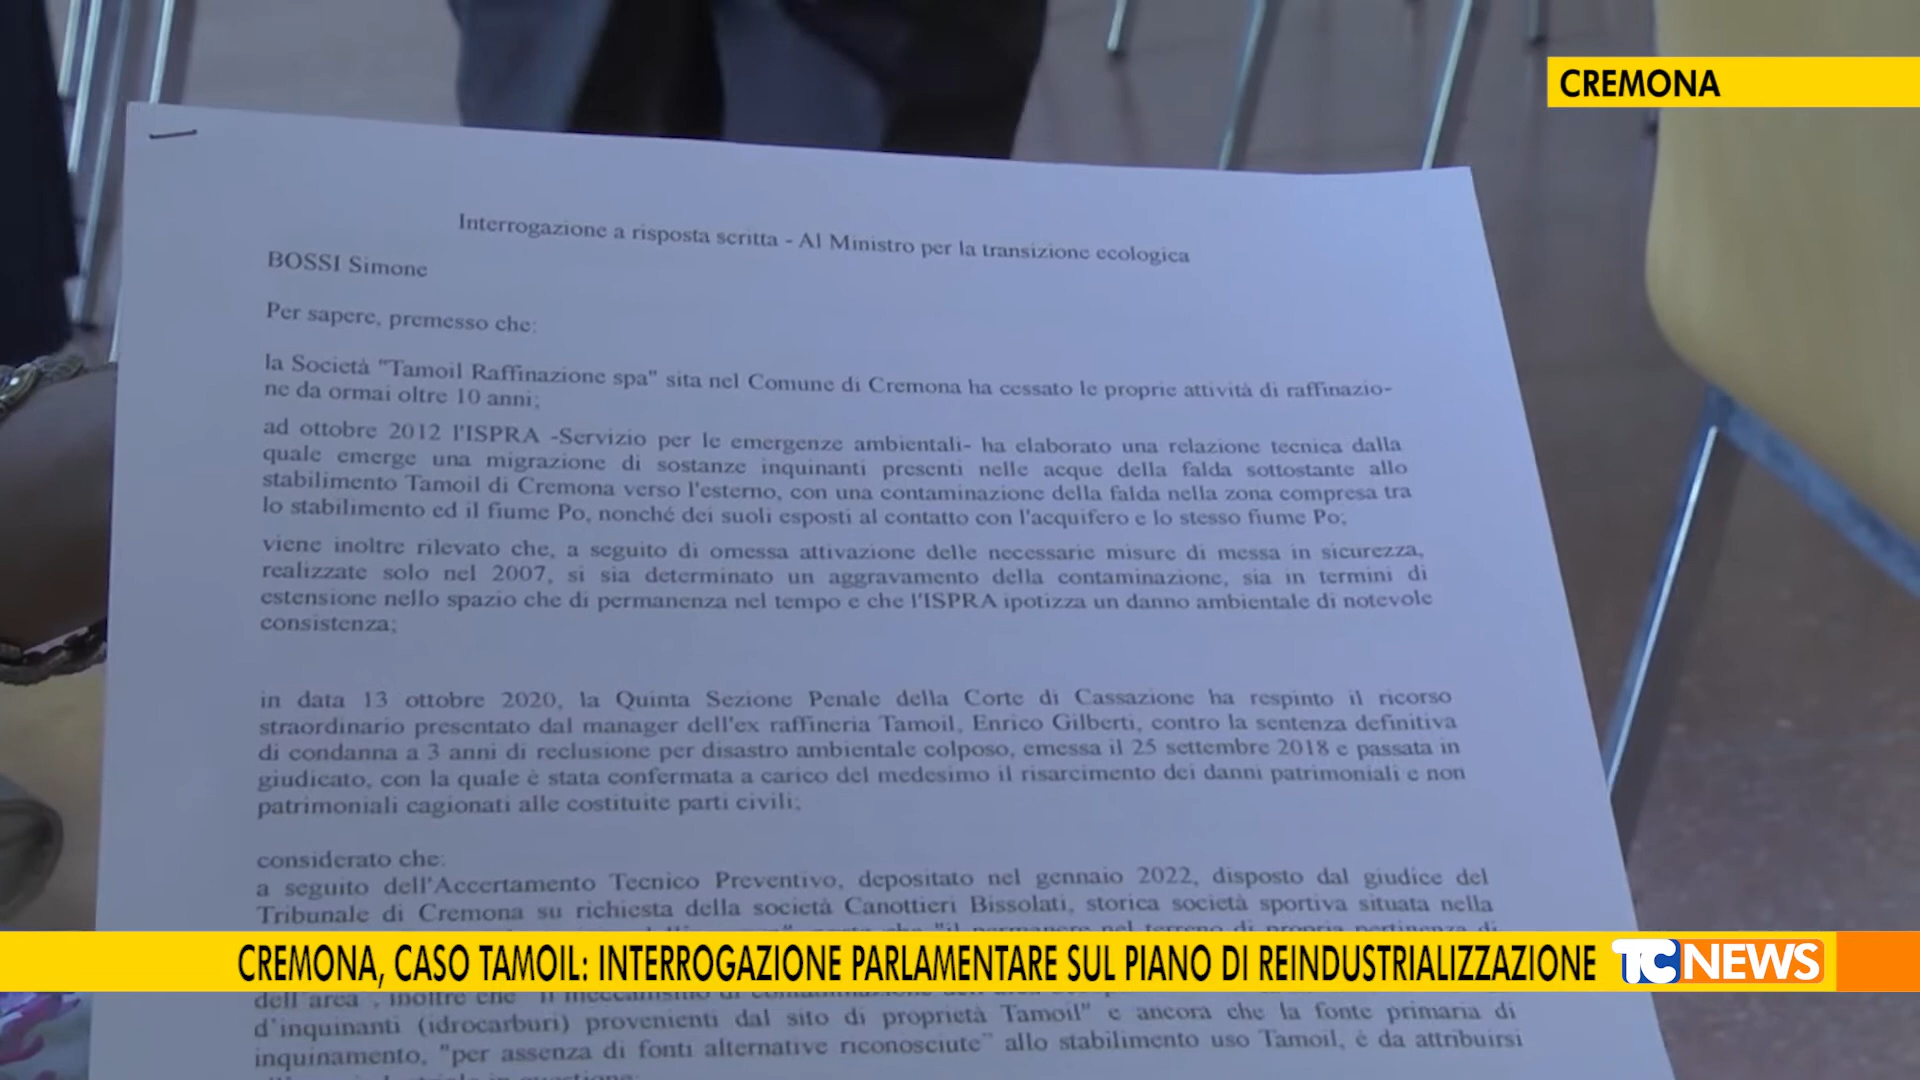 CREMONA
Interrogazione a risposta scritta - Al Ministro per la transizione ecologica
BOSSI Simone
Per sapere, premesso che:
la Società "Tamoil Raffinazione spa" sita nel Comune di Cremona ha cessato le proprie attività di raffinazio-
ne da ormai oltre 10 anni;
ad ottobre 2012 l'ISPRA -Servizio per le emergenze ambientali- ha elaborato una relazione tecnica dalla
quale emerge una migrazione di sostanze inquinanti presenti nelle acque della falda sottostante allo
stabilimento Tamoil di Cremona verso l'esterno, con una contaminazione della falda nella zona compresa tra
lo stabilimento ed il fiume Po, nonché dei suoli esposti al contatto con l'acquifero e lo stesso fiume Po;
viene inoltre rilevato che, a seguito di omessa attivazione delle necessarie misure di messa in sicurezza,
realizzate solo nel 2007, si sia determinato un aggravamento della contaminazione, sia in termini di
estensione nello spazio che di permanenza nel tempo e che l'ISPRA ipotizza un danno ambientale di notevole
consistenza;
in data 13 ottobre 2020, la Quinta Sezione Penale della Corte di Cassazione ha respinto il ricorso
straordinario presentato dal manager dell'ex raffineria Tamoil, Enrico Gilberti, contro la sentenza definitiva
di condanna a 3 anni di reclusione per disastro ambientale colposo, emessa il 25 settembre 2018 e passata in
giudicato, con la quale è stata confermata a carico del medesimo il risarcimento dei danni patrimoniali e non
patrimoniali cagionati alle costituite parti civili;
considerato che:
a seguito dell'Accertamento Tecnico Preventivo, depositato nel gennaio 2022, disposto dal giudice del
Tribunale di Cremona su richiesta della società Canottieri Bissolati, storica società sportiva situata nella
CREMONA, CASO TAMOIL: INTERROGAZIONE PARLAMENTARE SUL PIANO DI REINDUSTRIALIZZAZIONE
TC NEWS
dell'area", inoltre che "il meccanismo di contaminazione
d'inquinanti (idrocarburi) provenienti dal sito di proprietà Tamoil" e ancora che la fonte primaria di
inquinamento, "per assenza di fonti alternative riconosciute" allo stabilimento uso Tamoil, è da attribuirsi